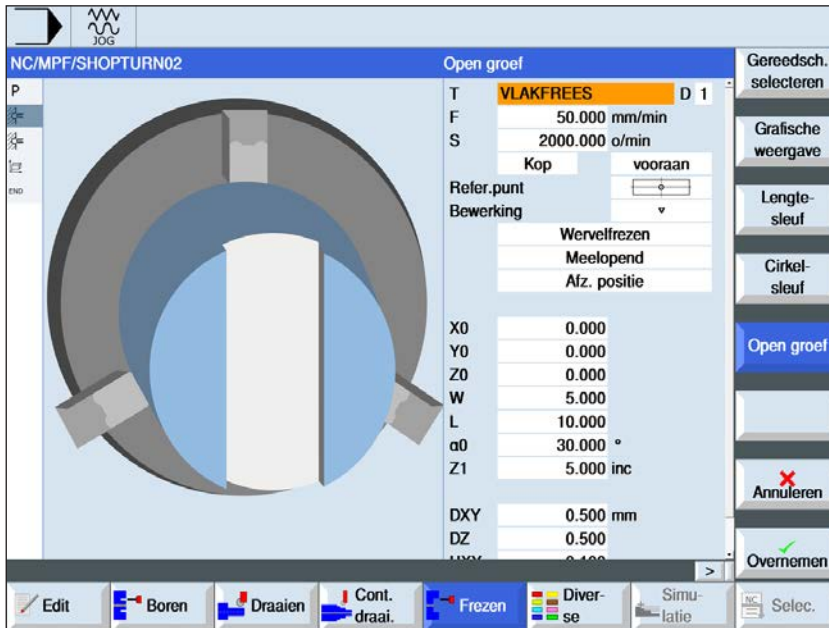 JOG
NC/MPF/SHOPTURN02
Open groef
P
END
T VLAKFREES D 1
F 50.000 mm/min
S 2000.000 o/min
Kop vooraan
Refer.punt
Bewerking
Wervelfrezen
Meelopend
Afz. positie
X0 0.000
Y0 0.000
Z0 0.000
W 5.000
L 10.000
α0 30.000 °
Z1 5.000 inc
DXY 0.500 mm
DZ 0.500
Gereedsch.
selecteren
Grafische
weergave
Lengte-
sleuf
Cirkel-
sleuf
Open groef
Annuleren
Overnemen
>
Edit
Boren
Draaien
Cont.
draai.
Frezen
Diver-
se
Simu-
latie
NC
Selec.